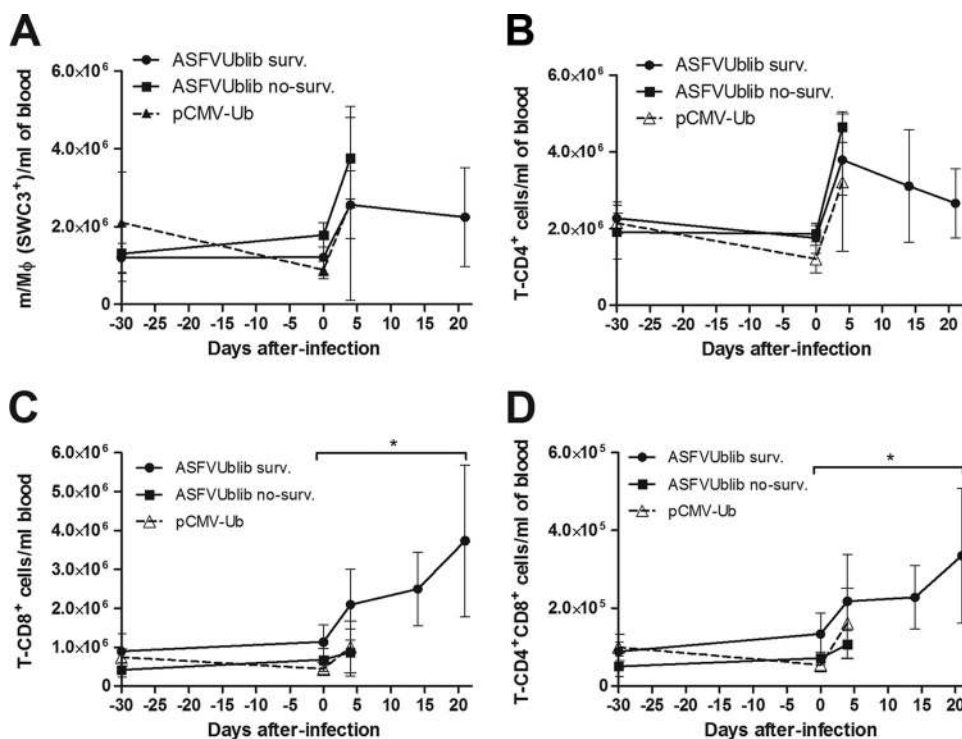 A
ASFVUblib surv.
ASFVUblib no-surv.
pCMV-Ub
m/Mϕ (SWC3⁺)/ml of blood
6.0×10⁶
4.0×10⁶
2.0×10⁶
0
-30 -25 -20 -15 -10 -5 0 5 10 15 20
Days after-infection
B
ASFVUblib surv.
ASFVUblib no-surv.
pCMV-Ub
T-CD4⁺ cells/ml of blood
6.0×10⁶
4.0×10⁶
2.0×10⁶
0
-30 -25 -20 -15 -10 -5 0 5 10 15 20
Days after-infection
C
*
ASFVUblib surv.
ASFVUblib no-surv.
pCMV-Ub
T-CD8⁺ cells/ml blood
6.0×10⁶
5.0×10⁶
4.0×10⁶
3.0×10⁶
2.0×10⁶
1.0×10⁶
0
-30 -25 -20 -15 -10 -5 0 5 10 15 20
Days after-infection
D
*
ASFVUblib surv.
ASFVUblib no-surv.
pCMV-Ub
T-CD4⁺CD8⁺ cells/ml of blood
6.0×10⁵
4.0×10⁵
2.0×10⁵
0
-30 -25 -20 -15 -10 -5 0 5 10 15 20
Days after-infection